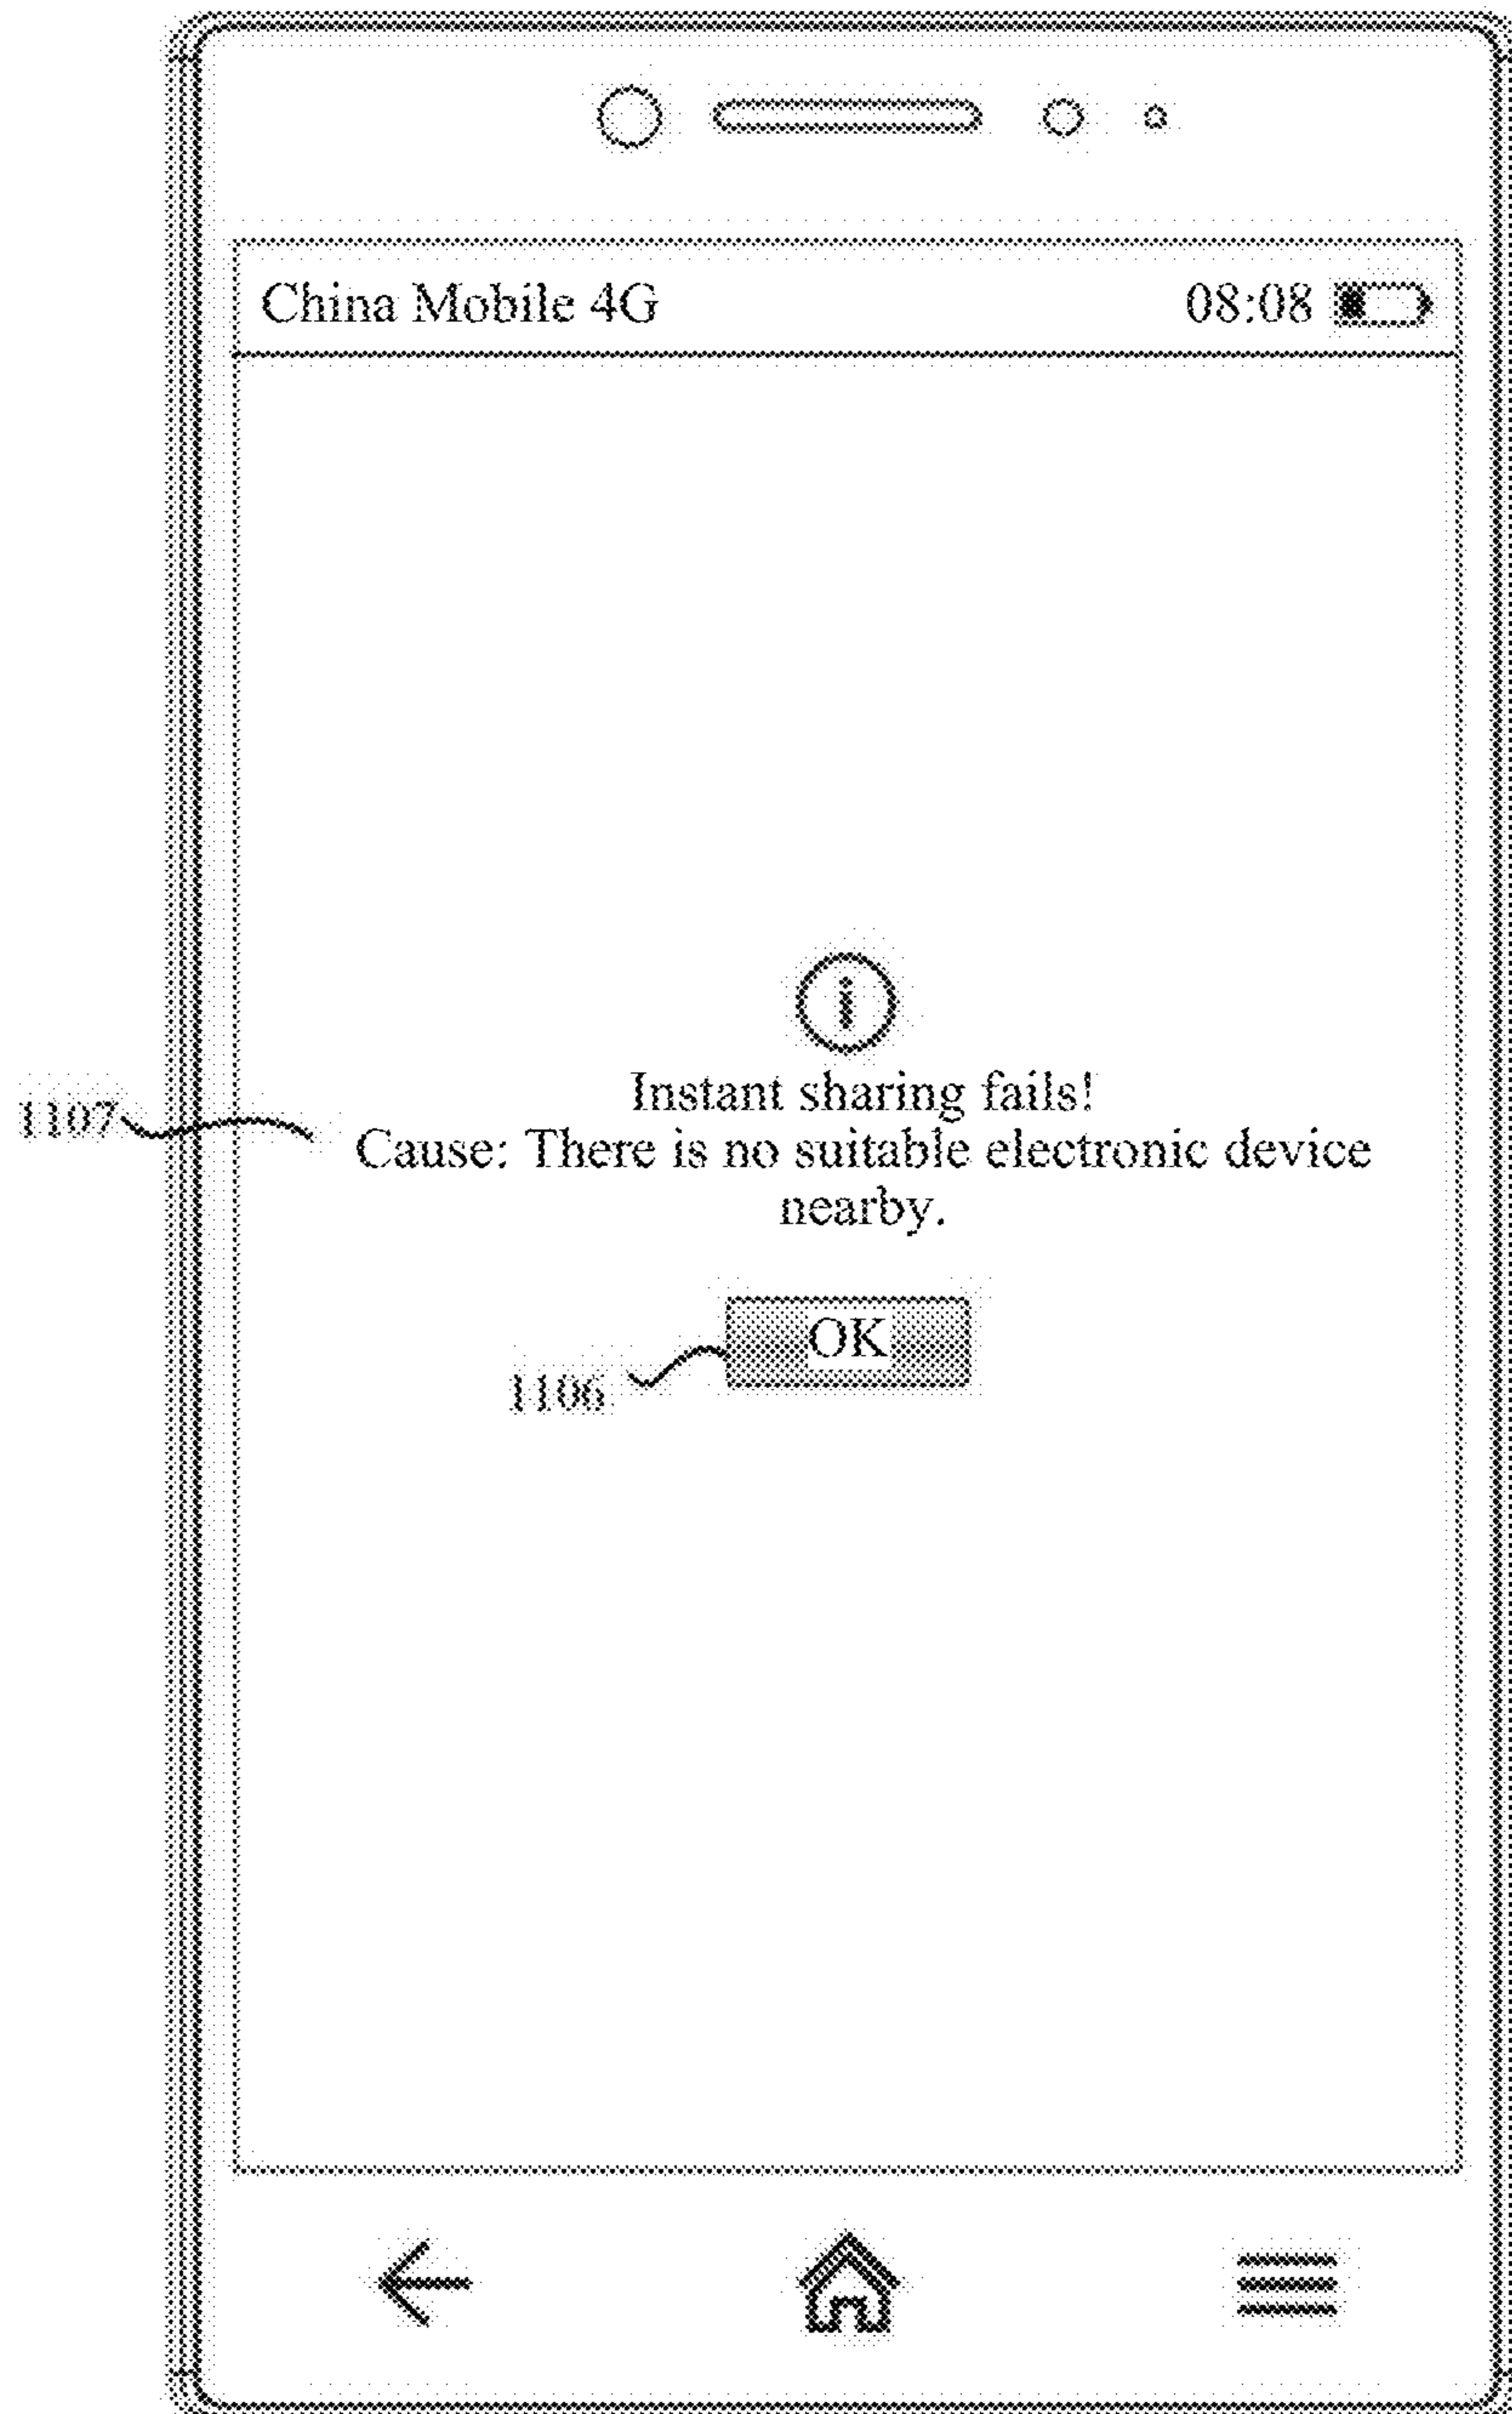 China Mobile 4G 08:08
Instant sharing fails!
1107 Cause: There is no suitable electronic device
nearby.
OK
1106